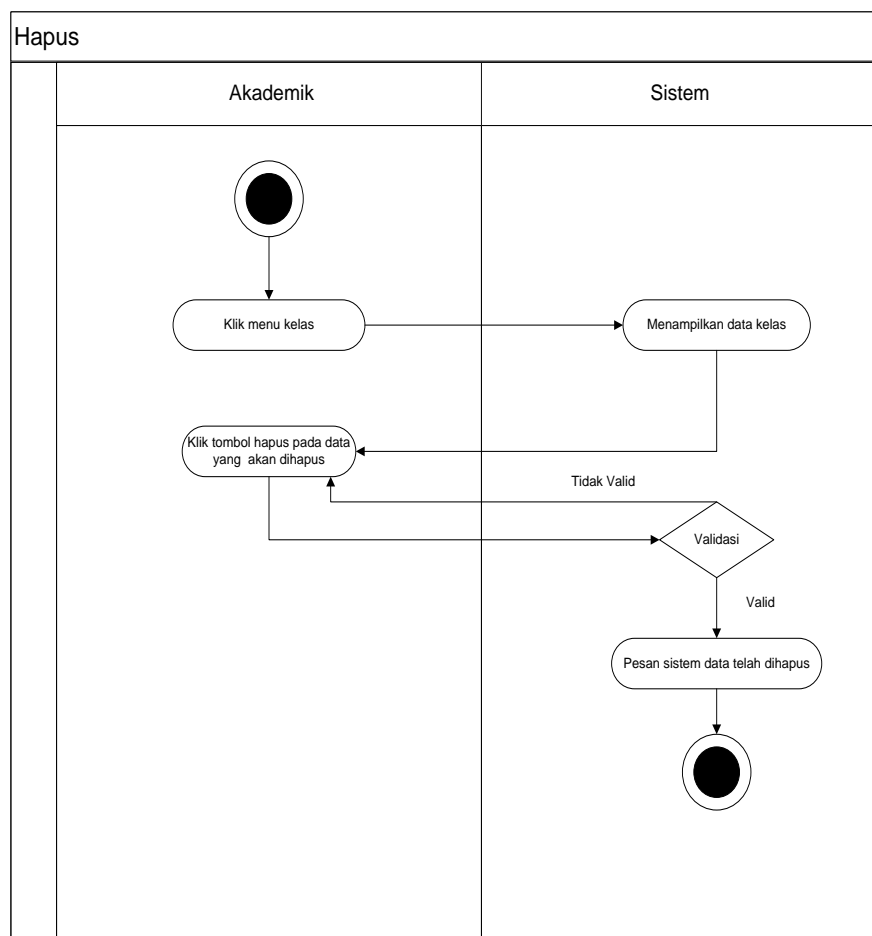 Hapus
Akademik
Sistem
Klik menu kelas
Menampilkan data kelas
Klik tombol hapus pada data
yang akan dihapus
Tidak Valid
Validasi
Valid
Pesan sistem data telah dihapus